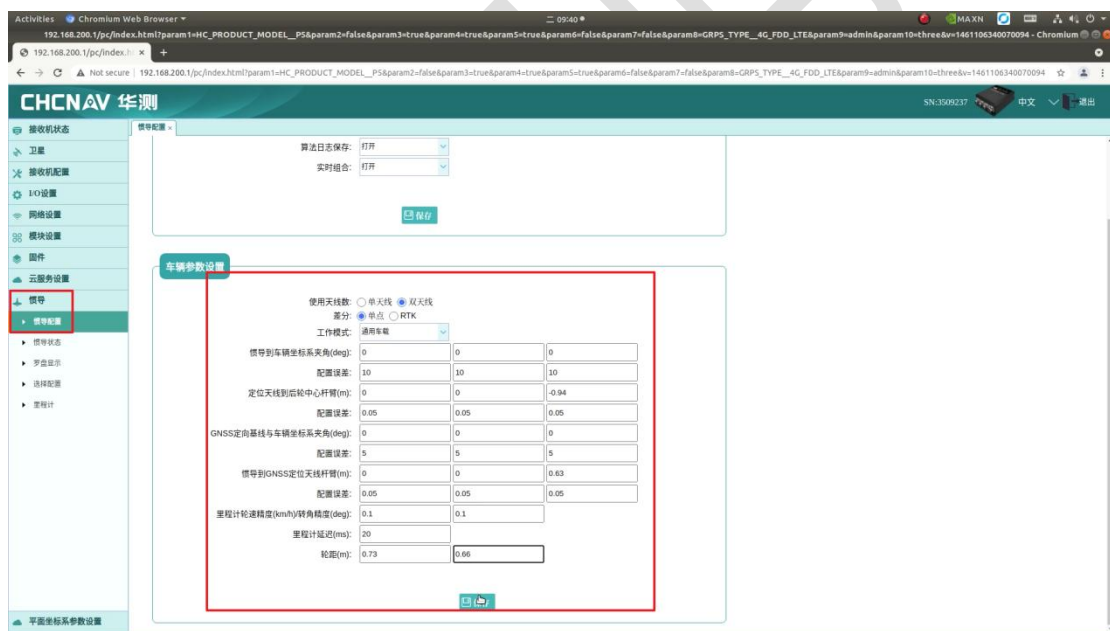 Activities Chromium Web Browser 二 09:40 MAXN
192.168.200.1/pc/index.html?param1=HC_PRODUCT_MODEL__PS&param2=false&param3=true&param4=true&param5=true&param6=false&param7=false&param8=GRPS_TYPE__4G_FDD_LTE&param9=admin&param10=three&v=1461106340070094 - Chromium
192.168.200.1/pc/index.h × +
Not secure | 192.168.200.1/pc/index.html?param1=HC_PRODUCT_MODEL__PS&param2=false&param3=true&param4=true&param5=true&param6=false&param7=false&param8=GRPS_TYPE__4G_FDD_LTE&param9=admin&param10=three&v=1461106340070094
CHCNAV 华测 SN:3509237 中文 退出
接收机状态
卫星
接收机配置
I/O设置
网络设置
模块设置
固件
云服务设置
惯导
惯导配置
惯导状态
罗盘显示
选择配置
里程计
平面坐标系参数设置
惯导配置 ×
算法日志保存: 打开
实时组合: 打开
保存
车辆参数设置
使用天线数: 单天线 双天线
差分: 单点 RTK
工作模式: 通用车载
惯导到车辆坐标系夹角(deg): 0 0 0
配置误差: 10 10 10
定位天线到后轮中心杆臂(m): 0 0 -0.94
配置误差: 0.05 0.05 0.05
GNSS定向基线与车辆坐标系夹角(deg): 0 0 0
配置误差: 5 5 5
惯导到GNSS定位天线杆臂(m): 0 0 0.63
配置误差: 0.05 0.05 0.05
里程计轮速精度(km/h)/转角精度(deg): 0.1 0.1
里程计延迟(ms): 20
轮距(m): 0.73 0.66